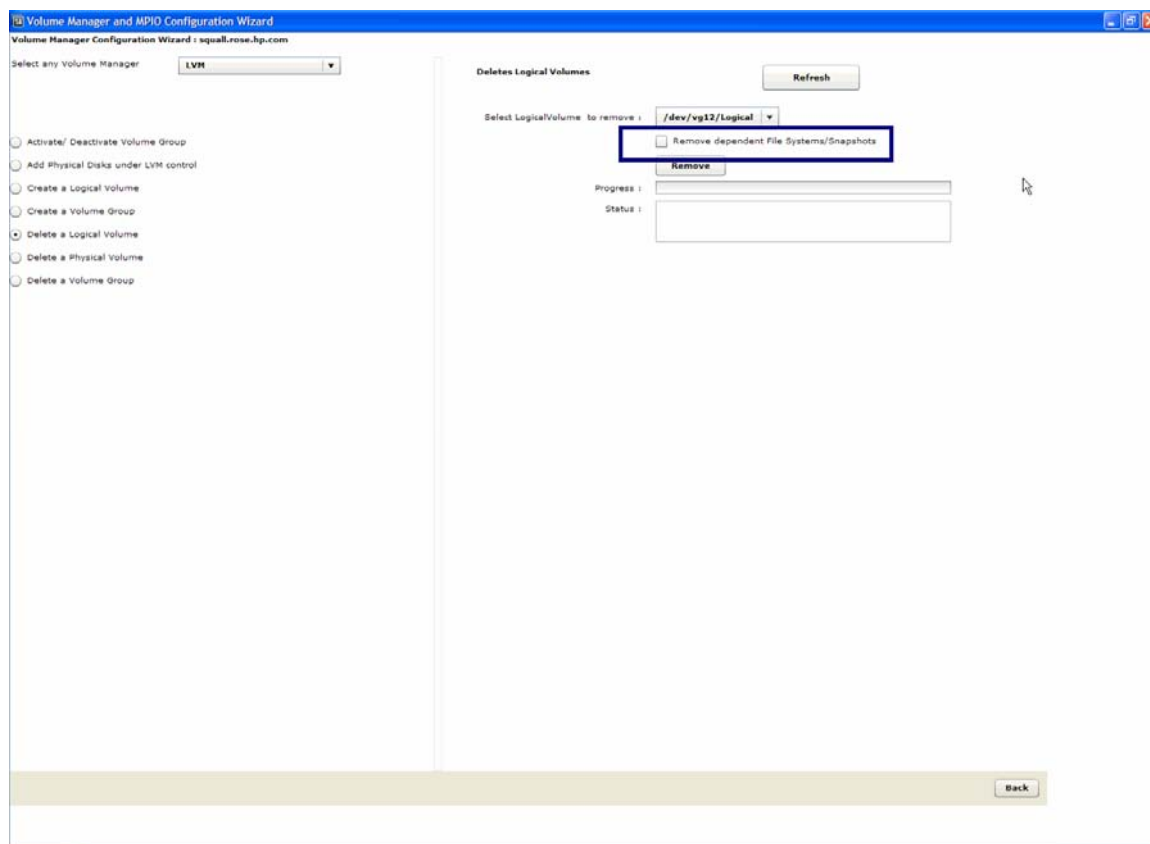 Volume Manager and MPIO Configuration Wizard
Volume Manager Configuration Wizard : squall.rose.hp.com
Select any Volume Manager LVM
Activate/ Deactivate Volume Group
Add Physical Disks under LVM control
Create a Logical Volume
Create a Volume Group
Delete a Logical Volume
Delete a Physical Volume
Delete a Volume Group
Deletes Logical Volumes Refresh
Select LogicalVolume to remove : /dev/vg12/Logical
Remove dependent File Systems/Snapshots
Remove
Progress :
Status :
Back